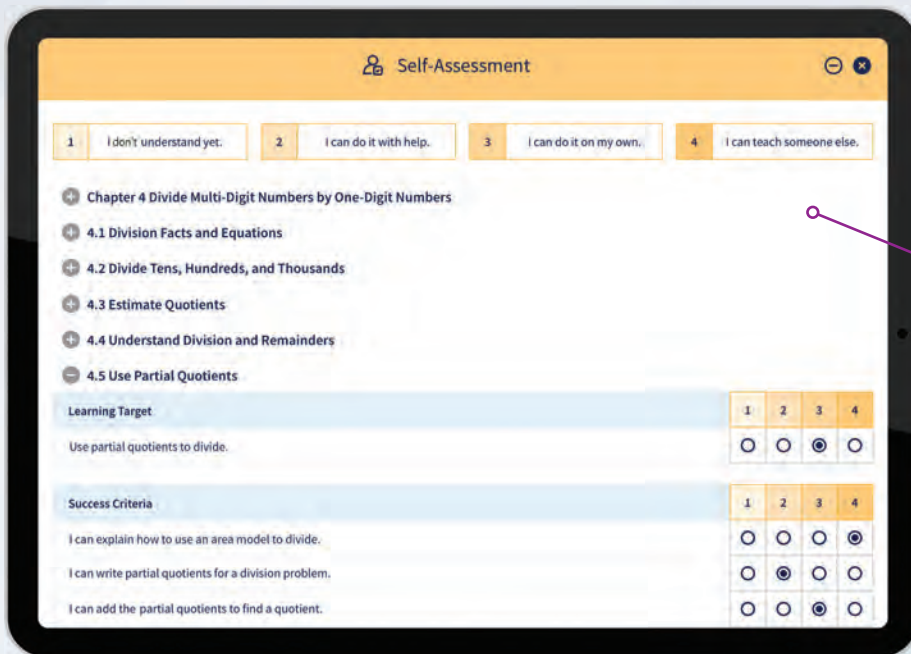 Self-Assessment
1 I don't understand yet. 2 I can do it with help. 3 I can do it on my own. 4 I can teach someone else.
Chapter 4 Divide Multi-Digit Numbers by One-Digit Numbers
4.1 Division Facts and Equations
4.2 Divide Tens, Hundreds, and Thousands
4.3 Estimate Quotients
4.4 Understand Division and Remainders
4.5 Use Partial Quotients
Learning Target 1 2 3 4
Use partial quotients to divide.
Success Criteria 1 2 3 4
I can explain how to use an area model to divide.
I can write partial quotients for a division problem.
I can add the partial quotients to find a quotient.